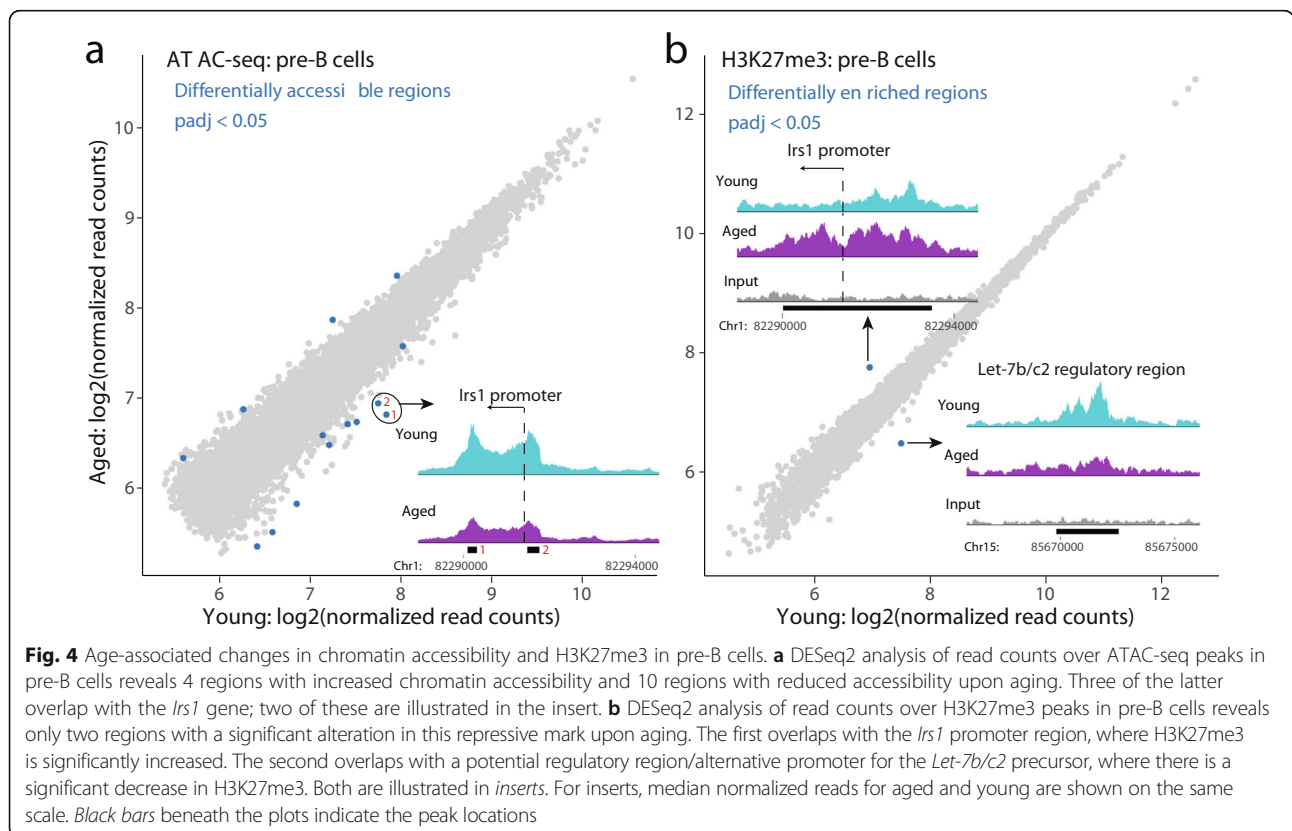 a
AT AC-seq: pre-B cells
Differentially accessi ble regions
padj < 0.05
10
9
8
7
6
Aged: log2(normalized read counts)
2
1
Irs1 promoter
Young
Aged
1 2
Chr1: 82290000 82294000
6 7 8 9 10
Young: log2(normalized read counts)
b
H3K27me3: pre-B cells
Differentially en riched regions
padj < 0.05
12
10
8
6
Irs1 promoter
Young
Aged
Input
Chr1: 82290000 82294000
Let-7b/c2 regulatory region
Young
Aged
Input
Chr15: 85670000 85675000
6 8 10 12
Young: log2(normalized read counts)
Fig. 4 Age-associated changes in chromatin accessibility and H3K27me3 in pre-B cells. a DESeq2 analysis of read counts over ATAC-seq peaks in
pre-B cells reveals 4 regions with increased chromatin accessibility and 10 regions with reduced accessibility upon aging. Three of the latter
overlap with the Irs1 gene; two of these are illustrated in the insert. b DESeq2 analysis of read counts over H3K27me3 peaks in pre-B cells reveals
only two regions with a significant alteration in this repressive mark upon aging. The first overlaps with the Irs1 promoter region, where H3K27me3
is significantly increased. The second overlaps with a potential regulatory region/alternative promoter for the Let-7b/c2 precursor, where there is a
significant decrease in H3K27me3. Both are illustrated in inserts. For inserts, median normalized reads for aged and young are shown on the same
scale. Black bars beneath the plots indicate the peak locations